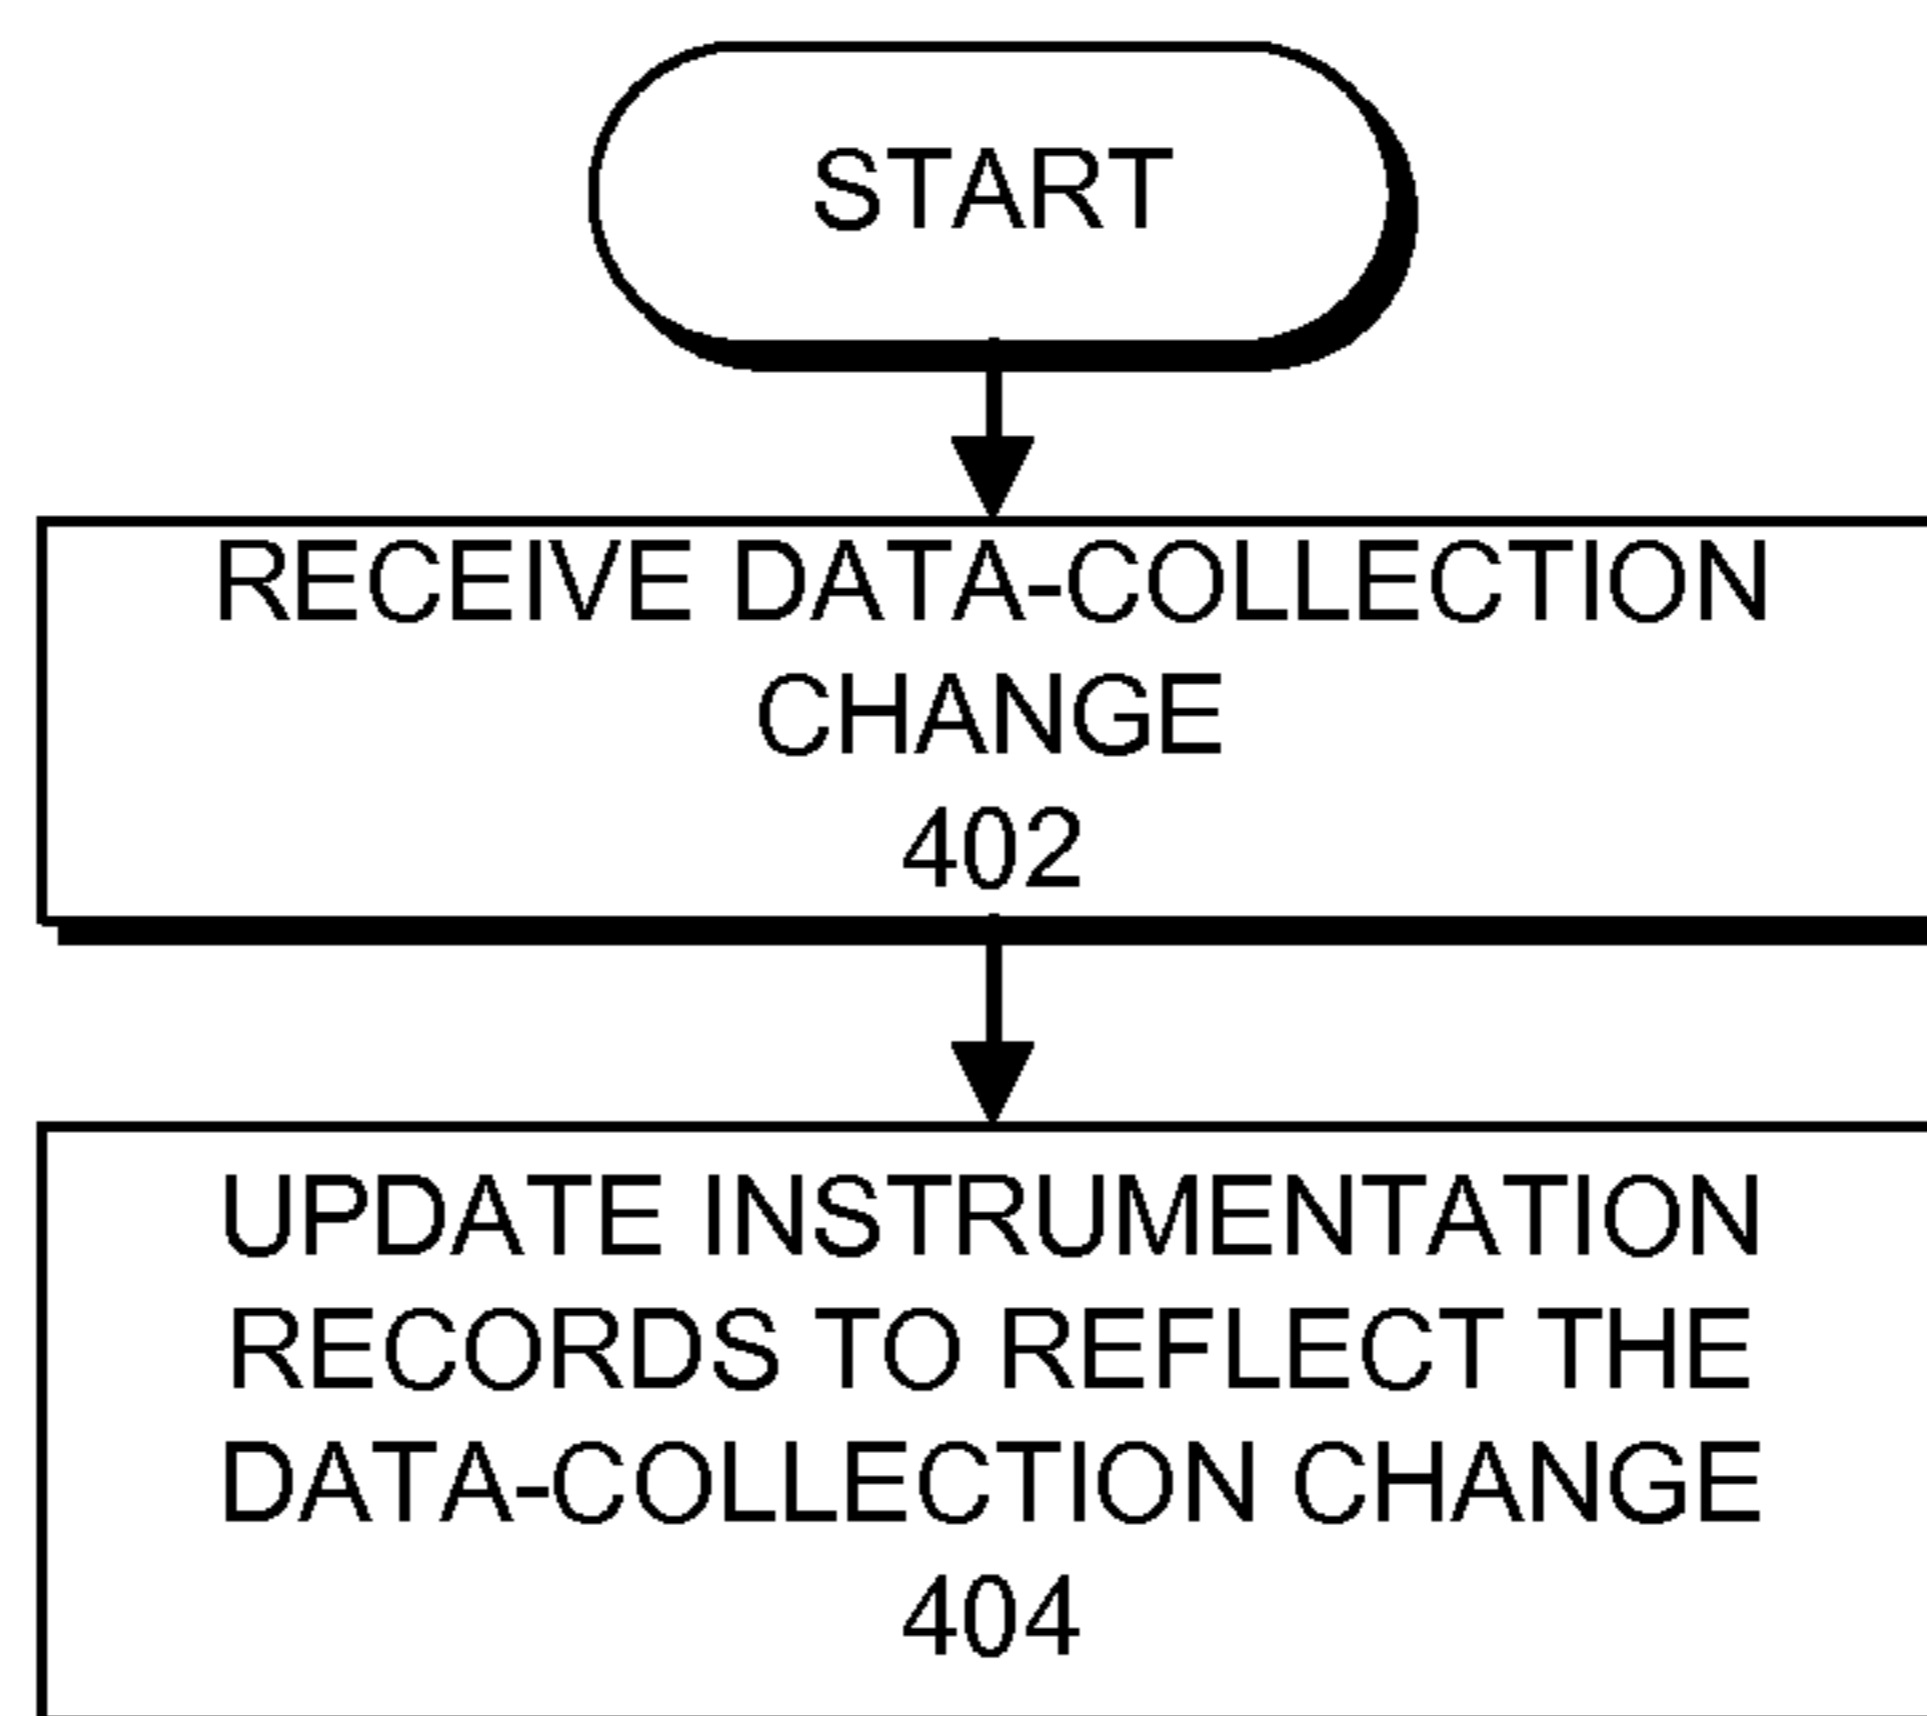 START
RECEIVE DATA-COLLECTION
CHANGE
402
UPDATE INSTRUMENTATION
RECORDS TO REFLECT THE
DATA-COLLECTION CHANGE
404